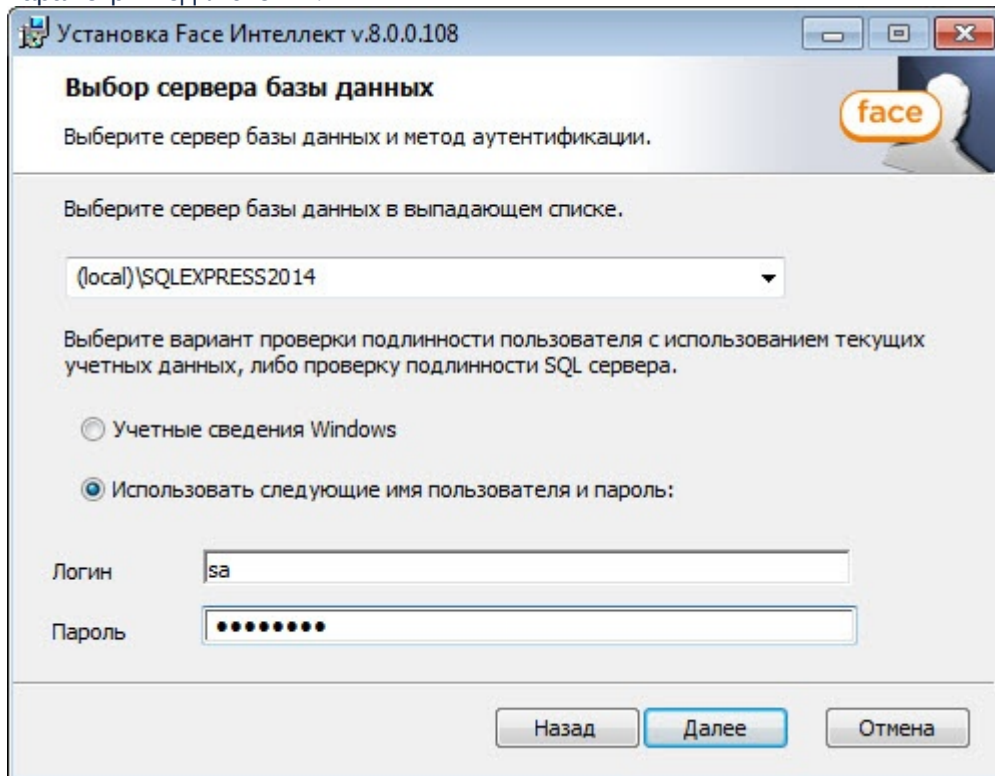 Установка Face Интеллект v.8.0.0.108
Выбор сервера базы данных
Выберите сервер базы данных и метод аутентификации.
face
Выберите сервер базы данных в выпадающем списке.
(local)\SQLEXPRESS2014
Выберите вариант проверки подлинности пользователя с использованием текущих
учетных данных, либо проверку подлинности SQL сервера.
Учетные сведения Windows
Использовать следующие имя пользователя и пароль:
Логин sa
Пароль ●●●●●●●●
Назад Далее Отмена